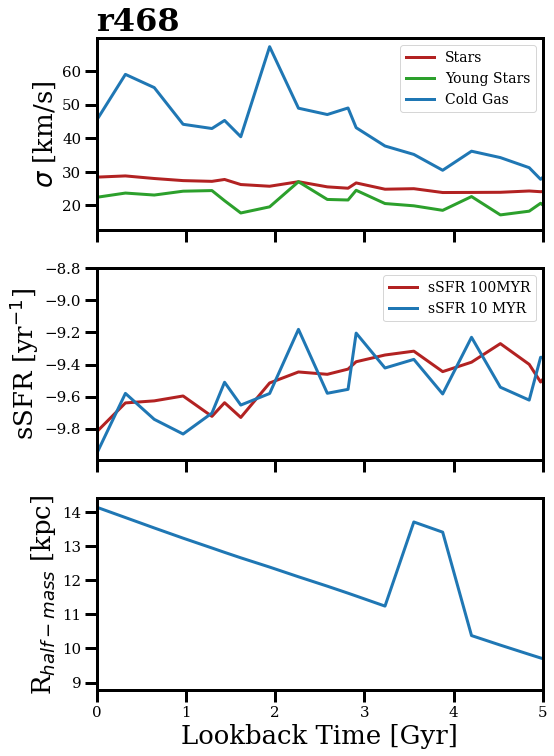 r468
σ [km/s]
60
50
40
30
20
Stars
Young Stars
Cold Gas
sSFR [yr⁻¹]
−8.8
−9.0
−9.2
−9.4
−9.6
−9.8
sSFR 100MYR
sSFR 10 MYR
R_{half−mass} [kpc]
14
13
12
11
10
9
0 1 2 3 4 5
Lookback Time [Gyr]